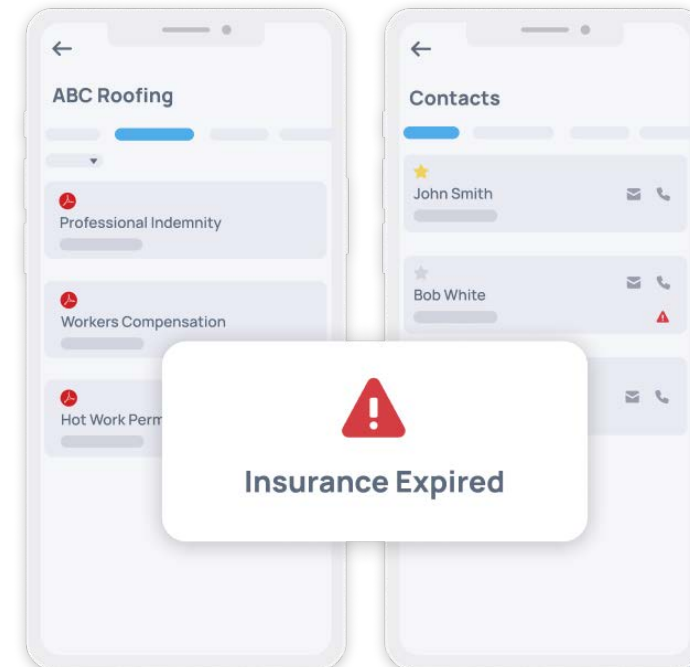 ABC Roofing
Professional Indemnity
Workers Compensation
Hot Work Perm
Contacts
John Smith
Bob White
Insurance Expired